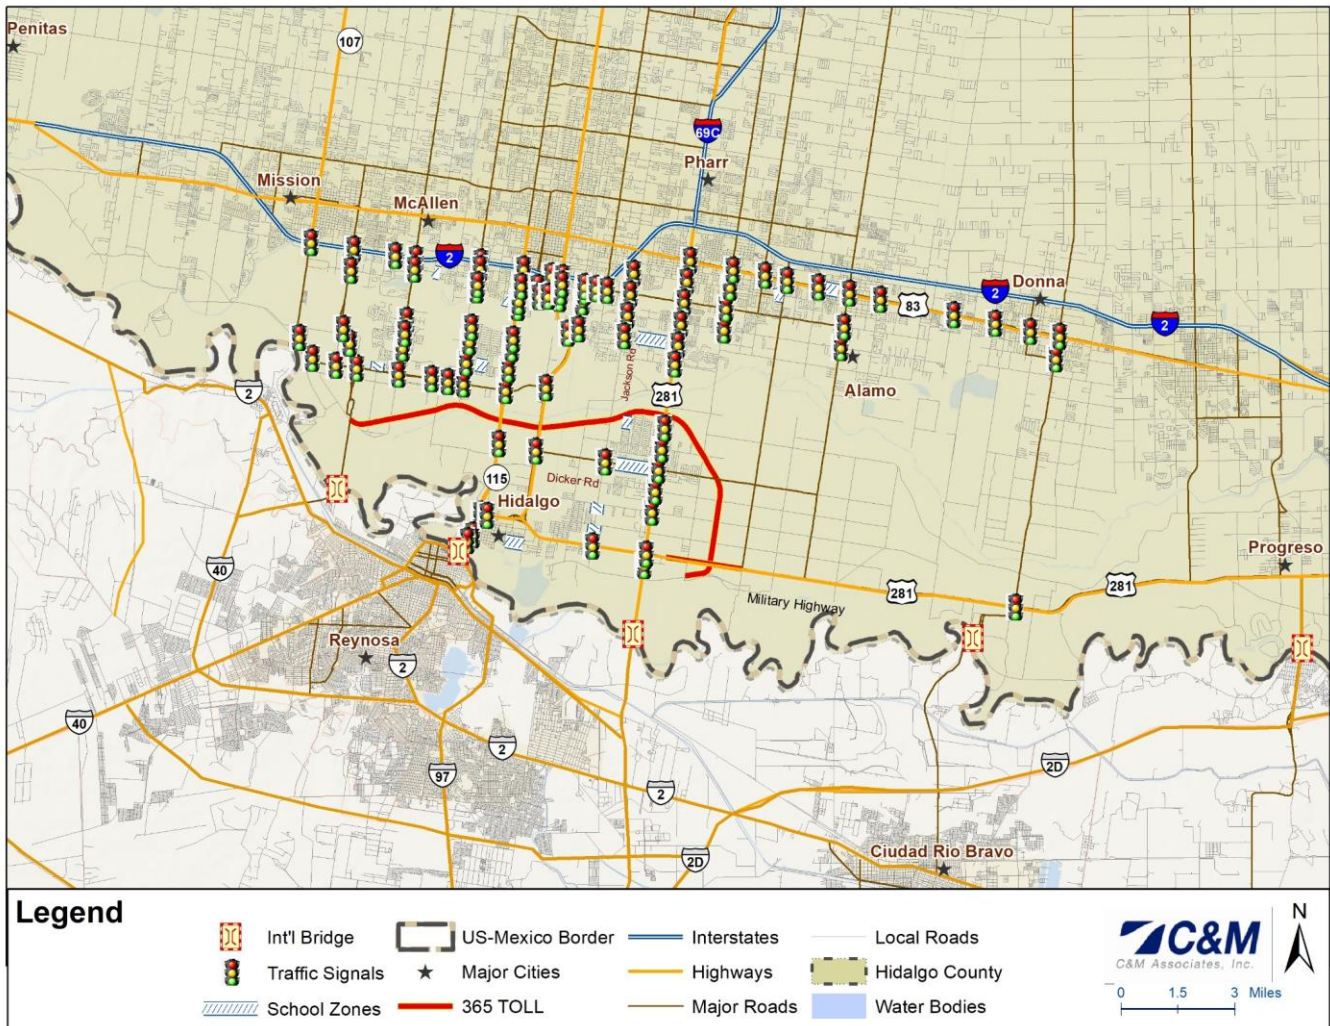 Penitas
107
69C
Pharr
Mission
McAllen
2
Donna
2
83
2
Jackson Rd
281
Alamo
2
115
Dicker Rd
Hidalgo
Progreso
40
281
281
Military Highway
Reynosa
2
40
2
2D
97
2
2D
Ciudad Rio Bravo
Legend
Int'l Bridge
US-Mexico Border
Interstates
Local Roads
Traffic Signals
Major Cities
Highways
Hidalgo County
School Zones
365 TOLL
Major Roads
Water Bodies
C&M
C&M Associates, Inc.
N
0 1.5 3 Miles